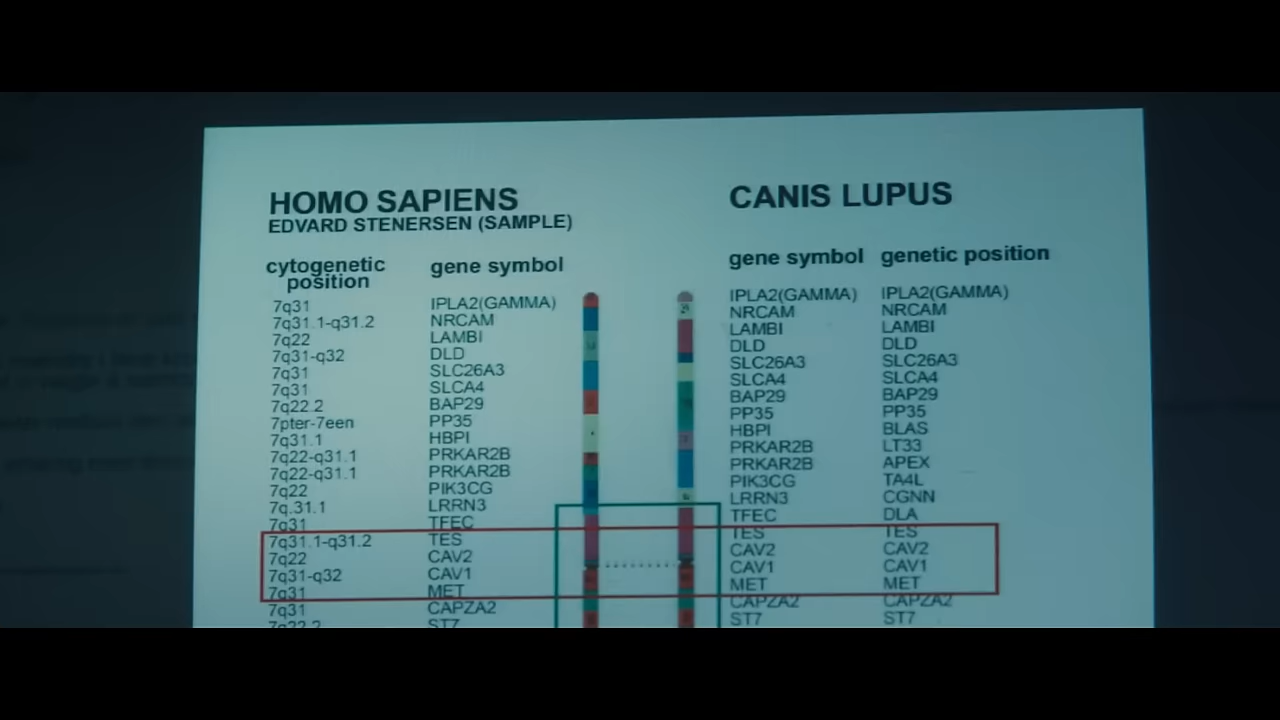 HOMO SAPIENS
EDVARD STENERSEN (SAMPLE)
cytogenetic position
gene symbol
7q31 IPLA2(GAMMA)
7q31.1-q31.2 NRCAM
7q22 LAMBI
7q31-q32 DLD
7q31 SLC26A3
7q31 SLCA4
7q22.2 BAP29
7pter-7een PP35
7q31.1 HBPI
7q22-q31.1 PRKAR2B
7q22-q31.1 PRKAR2B
7q22 PIK3CG
7q.31.1 LRRN3
7q31 TFEC
7q31.1-q31.2 TES
7q22 CAV2
7q31-q32 CAV1
7q31 MET
7q31 CAPZA2
7q22.2 ST7
CANIS LUPUS
gene symbol genetic position
IPLA2(GAMMA) IPLA2(GAMMA)
NRCAM NRCAM
LAMBI LAMBI
DLD DLD
SLC26A3 SLC26A3
SLCA4 SLCA4
BAP29 BAP29
PP35 PP35
HBPI BLAS
PRKAR2B LT33
PRKAR2B APEX
PIK3CG TA4L
LRRN3 CGNN
TFEC DLA
TES TES
CAV2 CAV2
CAV1 CAV1
MET MET
CAPZA2 CAPZA2
ST7 ST7